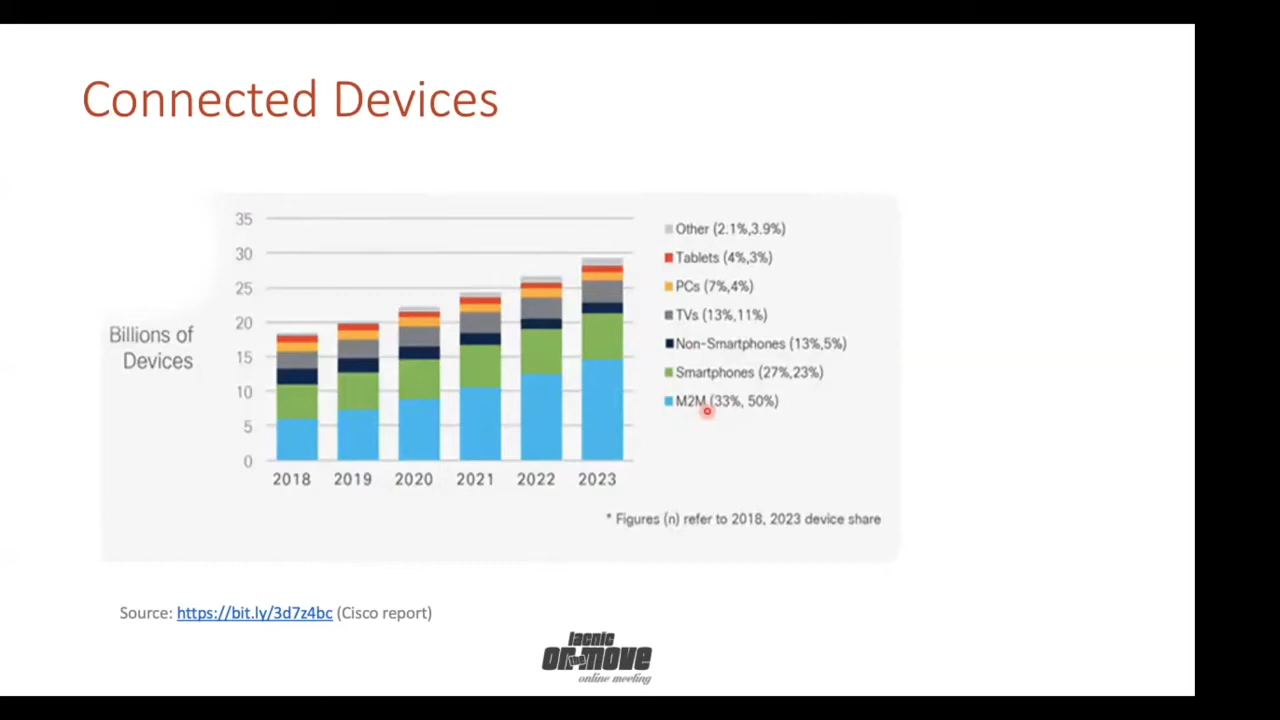 Connected Devices
35
30
25
20
15
10
5
0
Billions of
Devices
2018 2019 2020 2021 2022 2023
Other (2.1%,3.9%)
Tablets (4%,3%)
PCs (7%,4%)
TVs (13%,11%)
Non-Smartphones (13%,5%)
Smartphones (27%,23%)
M2M (33%, 50%)
* Figures (n) refer to 2018, 2023 device share
Source: https://bit.ly/3d7z4bc (Cisco report)
lacnic
on the move
online meeting